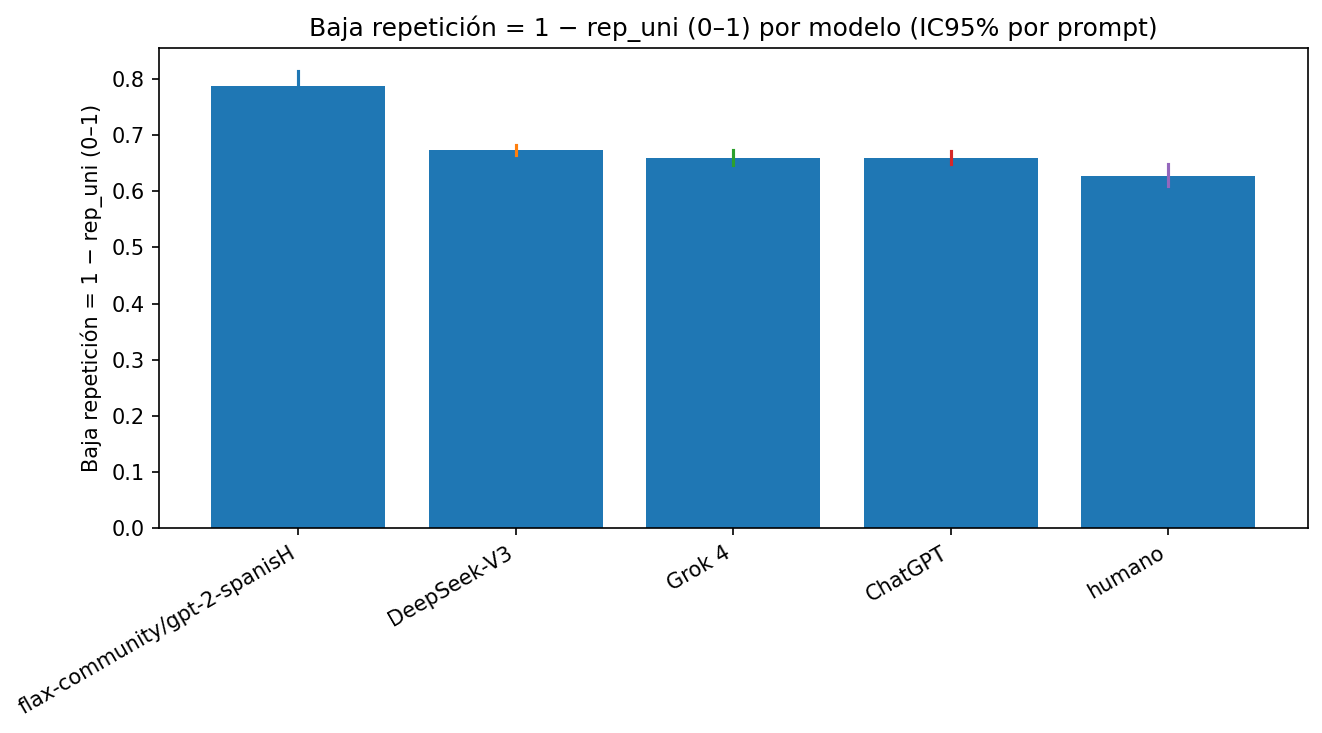 Baja repetición = 1 − rep_uni (0–1) por modelo (IC95% por prompt)
Baja repetición = 1 − rep_uni (0–1)
0.8
0.7
0.6
0.5
0.4
0.3
0.2
0.1
0.0
flax-community/gpt-2-spanisH
DeepSeek-V3
Grok 4
ChatGPT
humano